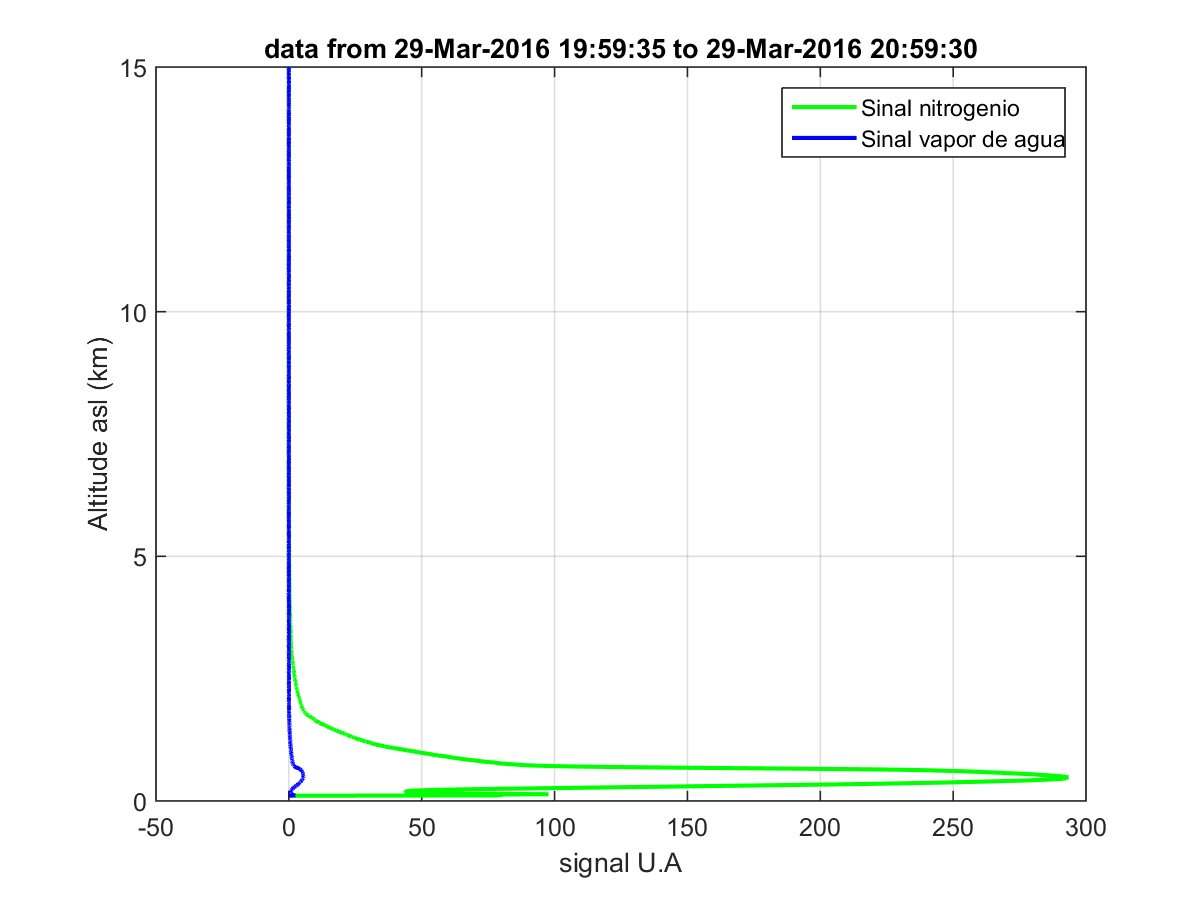 data from 29-Mar-2016 19:59:35 to 29-Mar-2016 20:59:30
Sinal nitrogenio
Sinal vapor de agua
15
10
5
0
Altitude asl (km)
-50 0 50 100 150 200 250 300
signal U.A